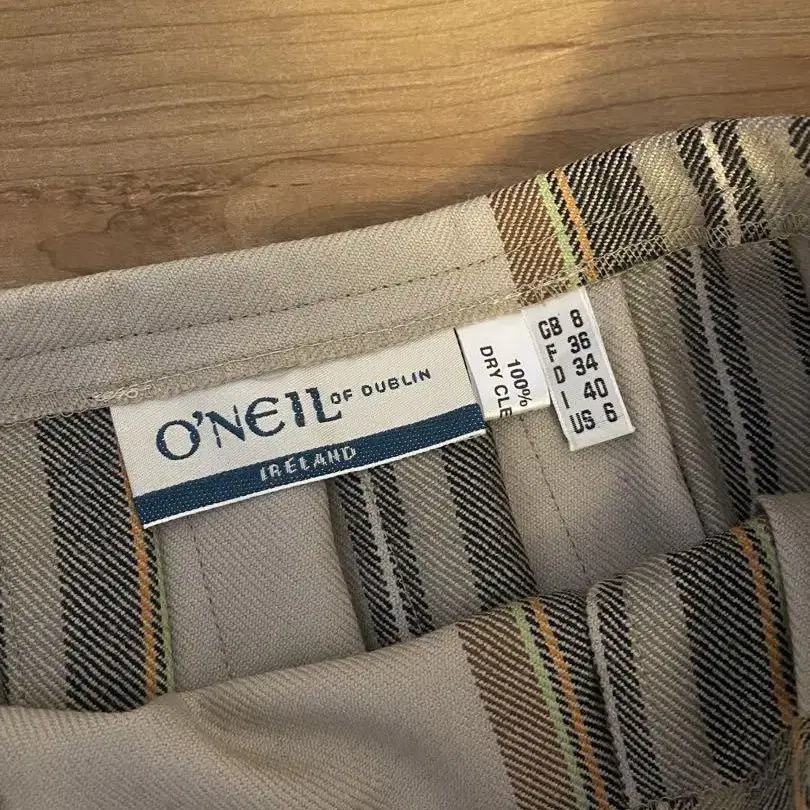 O'NEIL OF DUBLIN
IRELAND
100%
DRY CLE
GB 8
F 36
D 34
I 40
US 6